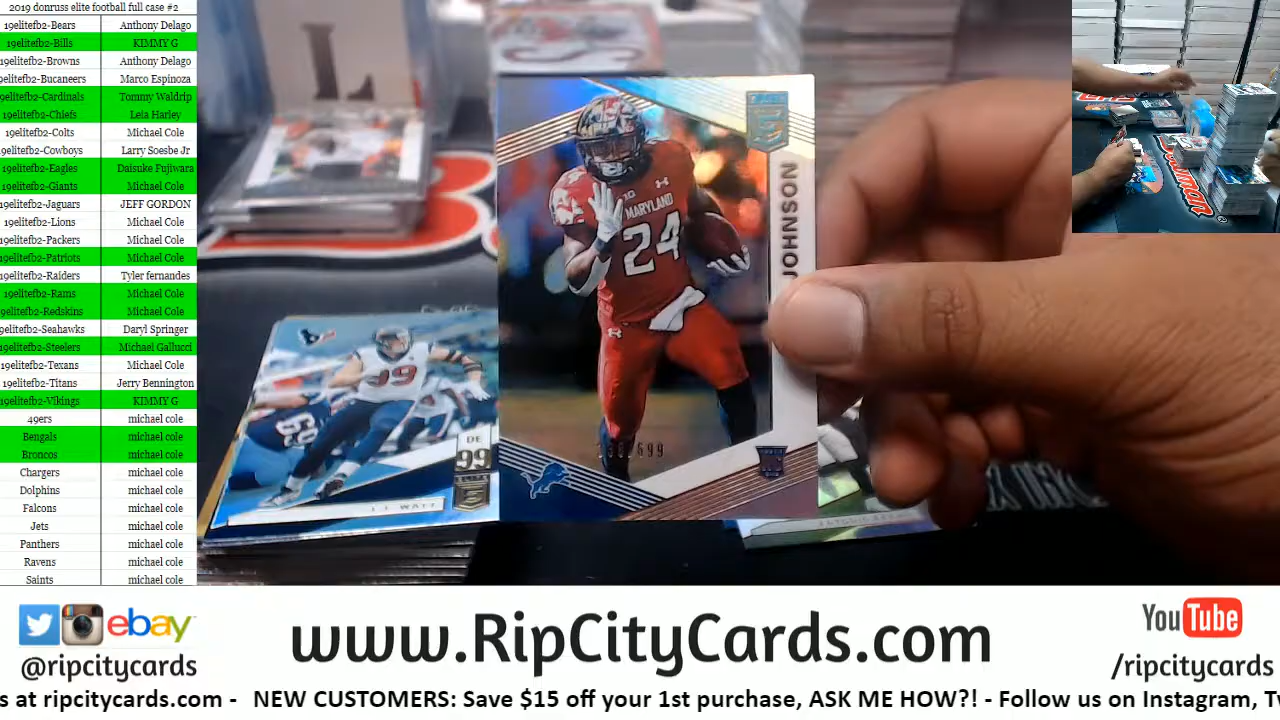 2019 donruss elite football full case #2
19elitefb2-Bears Anthony Delago
19elitefb2-Bills KIMMY G
19elitefb2-Browns Anthony Delago
9elitefb2-Bucaneers Marco Espinoza
9elitefb2-Cardinals Tommy Waldrip
19elitefb2-Chiefs Leia Harley
19elitefb2-Colts Michael Cole
9elitefb2-Cowboys Larry Soesbe Jr
19elitefb2-Eagles Daisuke Fujiwara
19elitefb2-Giants Michael Cole
19elitefb2-Jaguars JEFF GORDON
19elitefb2-Lions Michael Cole
19elitefb2-Packers Michael Cole
19elitefb2-Patriots Michael Cole
19elitefb2-Raiders Tyler fernandes
19elitefb2-Rams Michael Cole
9elitefb2-Redskins Michael Cole
9elitefb2-Seahawks Daryl Springer
19elitefb2-Steelers Michael Gallucci
19elitefb2-Texans Michael Cole
19elitefb2-Titans Jerry Bennington
19elitefb2-Vikings KIMMY G
49ers michael cole
Bengals michael cole
Broncos michael cole
Chargers michael cole
Dolphins michael cole
Falcons michael cole
Jets michael cole
Panthers michael cole
Ravens michael cole
Saints michael cole
MARYLAND
24
JOHNSON
99
DE
99
J.J. WATT
ebay
@ripcitycards
www.RipCityCards.com
YouTube
/ripcitycards
s at ripcitycards.com - NEW CUSTOMERS: Save $15 off your 1st purchase, ASK ME HOW?! - Follow us on Instagram, Tw